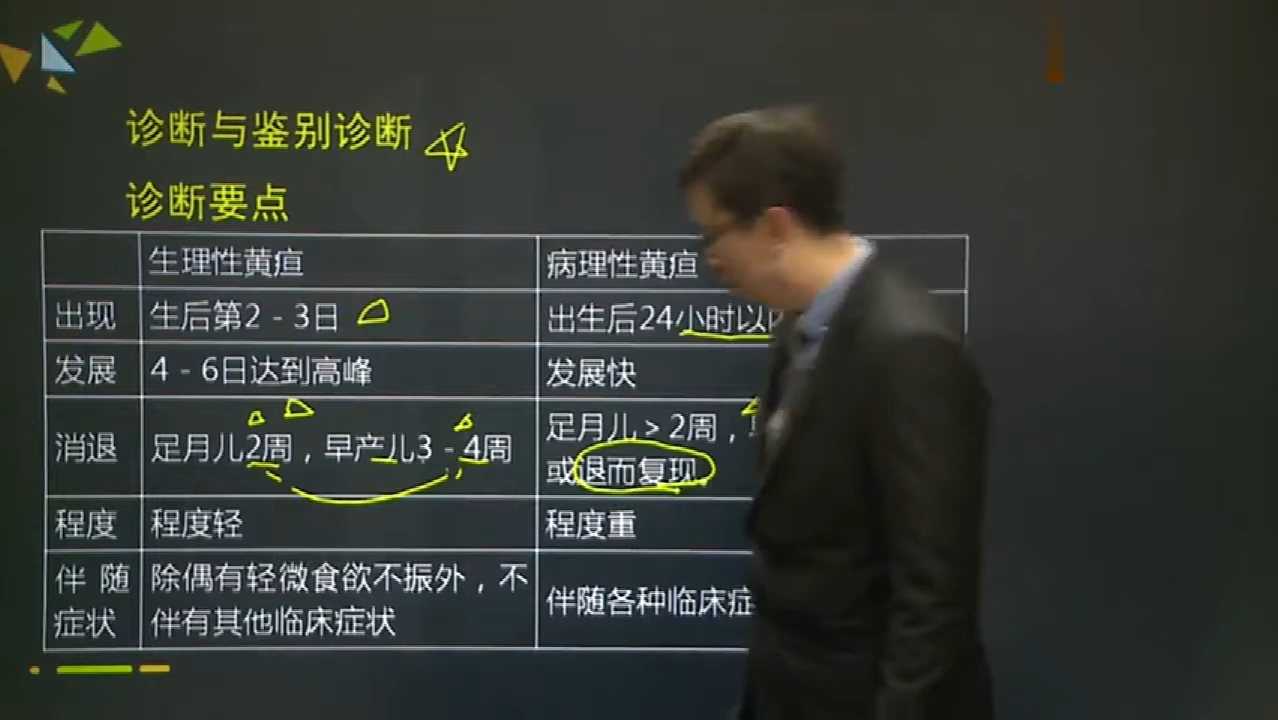 诊断与鉴别诊断
诊断要点
生理性黄疸
病理性黄疸
出现
生后第2-3日
出生后24小时以
发展
4-6日达到高峰
发展快
消退
足月儿2周，早产儿3-4周
足月儿>2周，
或退而复现。
程度
程度轻
程度重
伴随
症状
除偶有轻微食欲不振外，不
伴有其他临床症状
伴随各种临床症